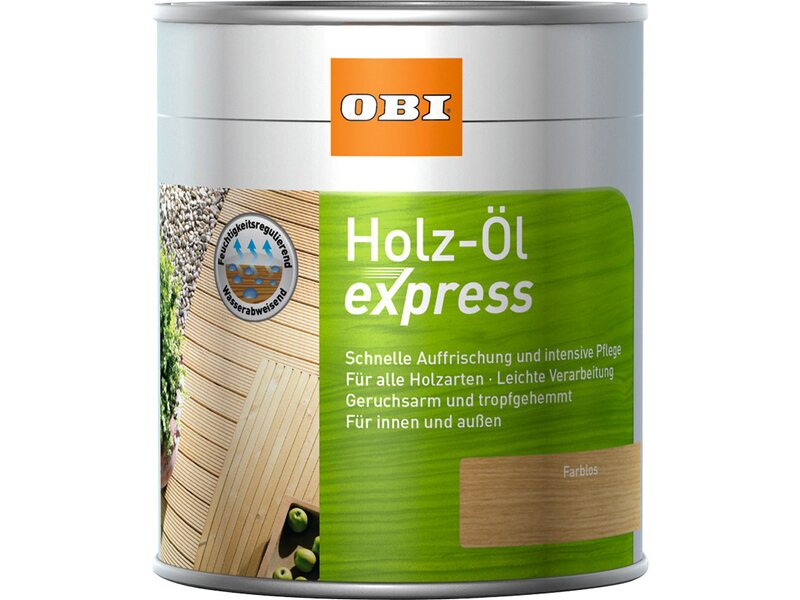 OBI
Feuchtigkeitsregulierend
Wasserabweisend
Holz-Öl
express
Schnelle Auffrischung und intensive Pflege
Für alle Holzarten · Leichte Verarbeitung
Geruchsarm und tropfgehemmt
Für innen und außen
Farblos